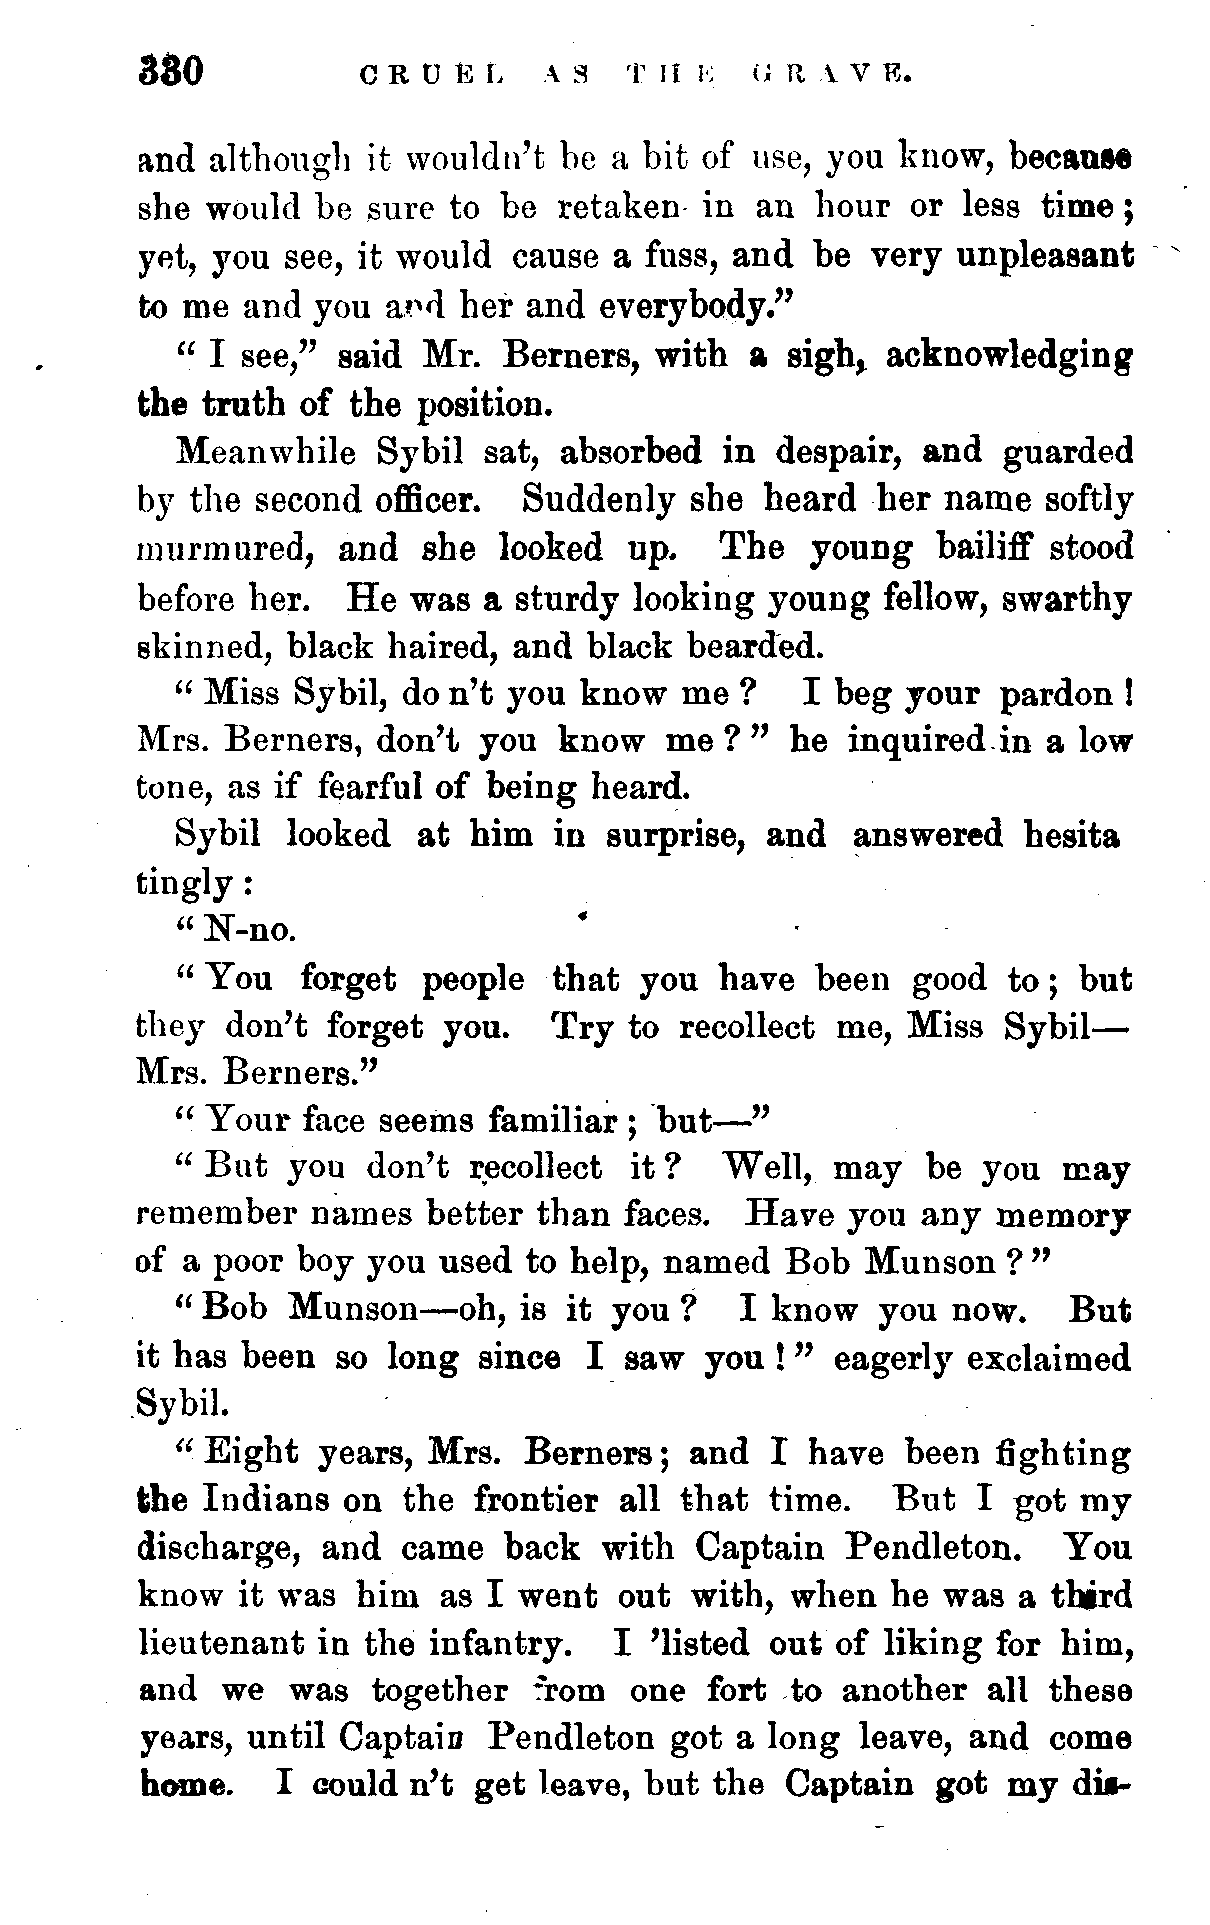 330 CRUEL AS THE GRAVE.
and although it wouldn't be a bit of use, you know, because
she would be sure to be retaken in an hour or less time;
yet, you see, it would cause a fuss, and be very unpleasant
to me and you and her and everybody."
"I see," said Mr. Berners, with a sigh, acknowledging
the truth of the position.
Meanwhile Sybil sat, absorbed in despair, and guarded
by the second officer. Suddenly she heard her name softly
murmured, and she looked up. The young bailiff stood
before her. He was a sturdy looking young fellow, swarthy
skinned, black haired, and black bearded.
"Miss Sybil, do n't you know me? I beg your pardon!
Mrs. Berners, don't you know me?" he inquired in a low
tone, as if fearful of being heard.
Sybil looked at him in surprise, and answered hesita
tingly:
"N-no.
"You forget people that you have been good to; but
they don't forget you. Try to recollect me, Miss Sybil—
Mrs. Berners."
"Your face seems familiar; but—"
"But you don't recollect it? Well, may be you may
remember names better than faces. Have you any memory
of a poor boy you used to help, named Bob Munson?"
"Bob Munson—oh, is it you? I know you now. But
it has been so long since I saw you!" eagerly exclaimed
Sybil.
"Eight years, Mrs. Berners; and I have been fighting
the Indians on the frontier all that time. But I got my
discharge, and came back with Captain Pendleton. You
know it was him as I went out with, when he was a third
lieutenant in the infantry. I 'listed out of liking for him,
and we was together from one fort to another all these
years, until Captain Pendleton got a long leave, and come
home. I could n't get leave, but the Captain got my dis-